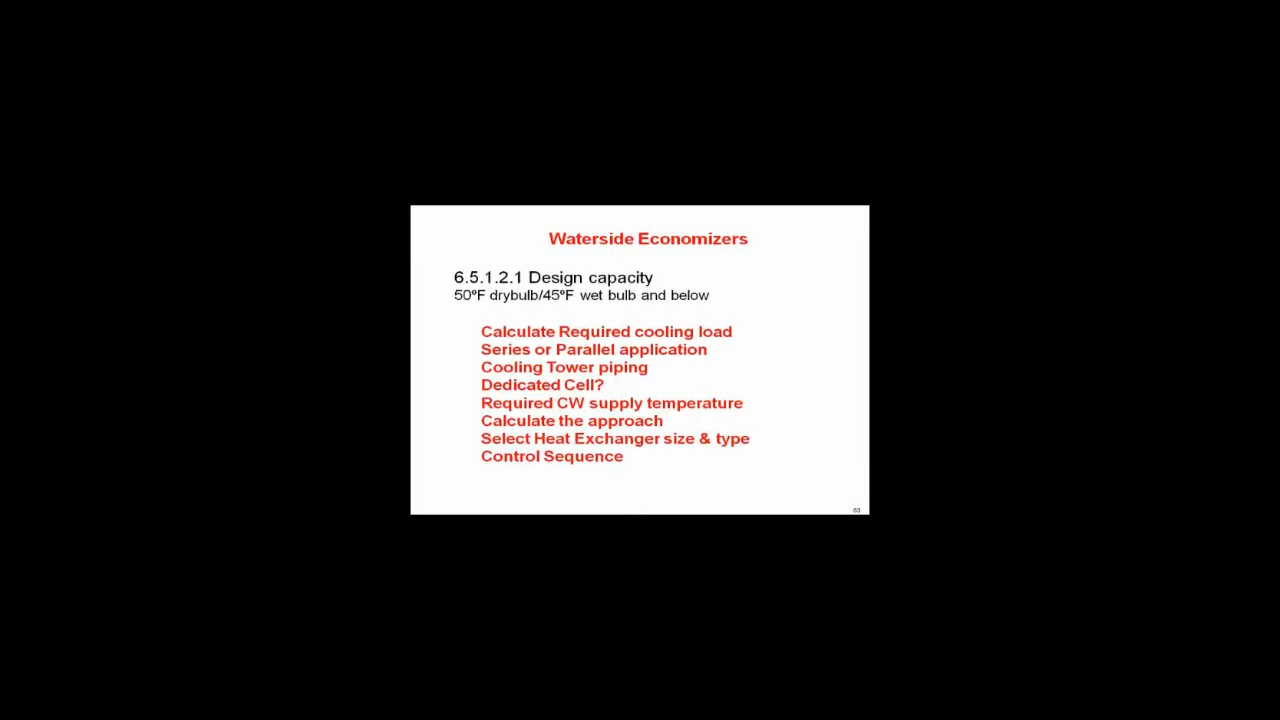 Waterside Economizers
6.5.1.2.1 Design capacity
50ºF drybulb/45ºF wet bulb and below
Calculate Required cooling load
Series or Parallel application
Cooling Tower piping
Dedicated Cell?
Required CW supply temperature
Calculate the approach
Select Heat Exchanger size & type
Control Sequence
63